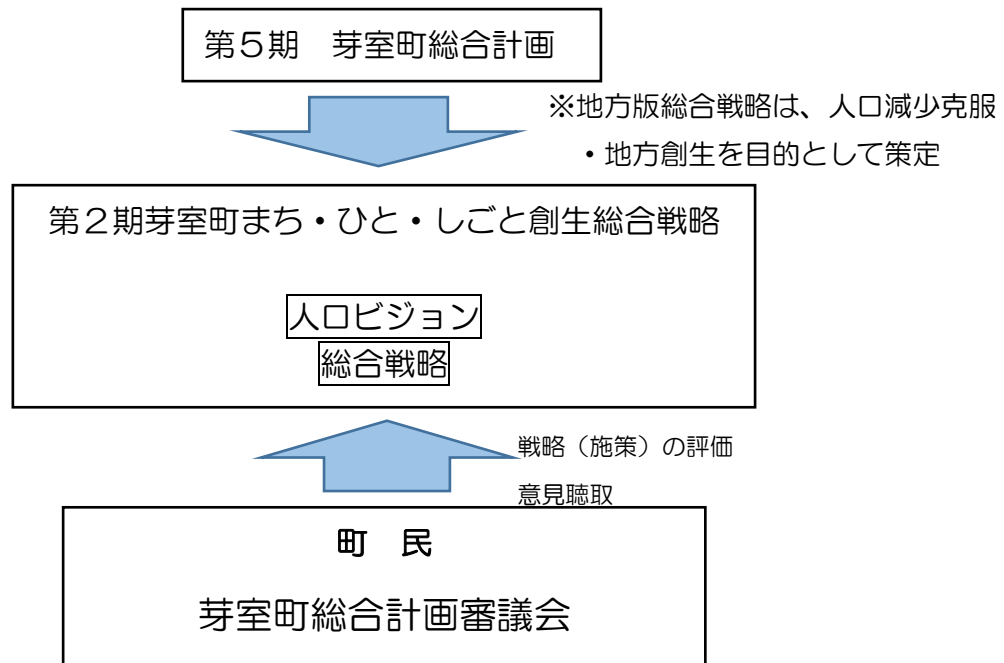 第5期　芽室町総合計画
※地方版総合戦略は、人口減少克服
・地方創生を目的として策定
第2期芽室町まち・ひと・しごと創生総合戦略
人口ビジョン
総合戦略
戦略（施策）の評価
意見聴取
町　民
芽室町総合計画審議会